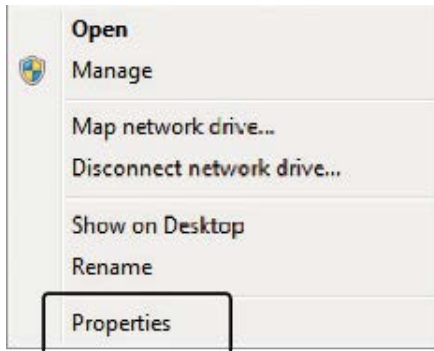 Open
Manage
Map network drive...
Disconnect network drive...
Show on Desktop
Rename
Properties